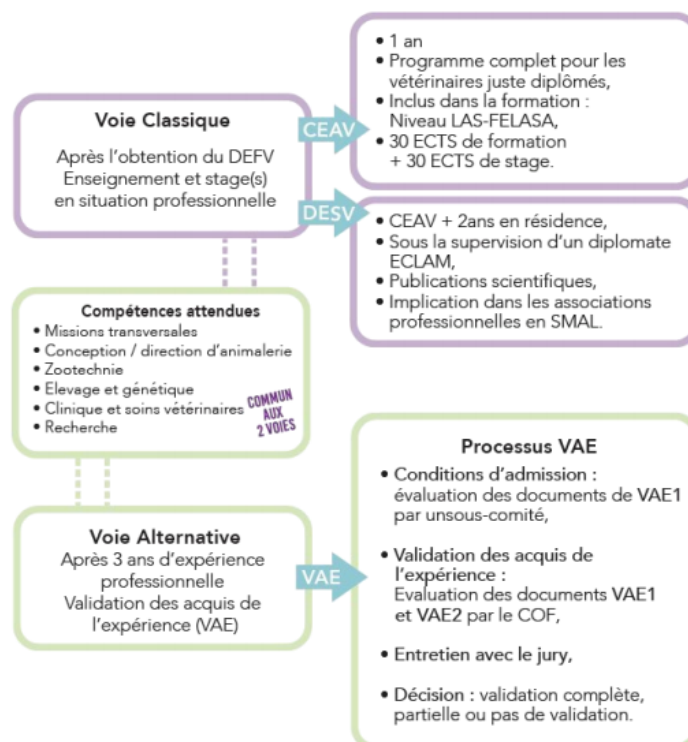 Voie Classique
Après l'obtention du DEFV
Enseignement et stage(s)
en situation professionnelle
CEAV
• 1 an
• Programme complet pour les
vétérinaires juste diplômés,
• Inclus dans la formation :
Niveau LAS-FELASA,
• 30 ECTS de formation
+ 30 ECTS de stage.
DESV
• CEAV + 2ans en résidence,
• Sous la supervision d'un diplomate
ECLAM,
• Publications scientifiques,
• Implication dans les associations
professionnelles en SMAL.
Compétences attendues
• Missions transversales
• Conception / direction d'animalerie
• Zootechnie
• Elevage et génétique
• Clinique et soins vétérinaires
• Recherche
COMMUN
AUX
2 VOIES
Voie Alternative
Après 3 ans d'expérience
professionnelle
Validation des acquis de
l'expérience (VAE)
VAE
Processus VAE
• Conditions d'admission :
évaluation des documents de VAE1
par unsous-comité,
• Validation des acquis de
l'expérience :
Evaluation des documents VAE1
et VAE2 par le COF,
• Entretien avec le jury,
• Décision : validation complète,
partielle ou pas de validation.